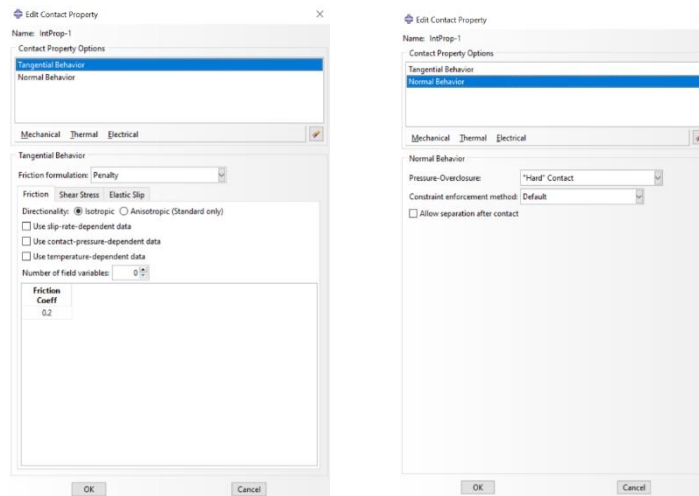 Edit Contact Property
Name: IntProp-1
Contact Property Options
Tangential Behavior
Normal Behavior
Mechanical Thermal Electrical
Tangential Behavior
Friction formulation: Penalty
Friction Shear Stress Elastic Slip
Directionality: Isotropic Anisotropic (Standard only)
Use slip-rate-dependent data
Use contact-pressure-dependent data
Use temperature-dependent data
Number of field variables: 0
Friction
Coeff
0.2
OK Cancel
Edit Contact Property
Name: IntProp-1
Contact Property Options
Tangential Behavior
Normal Behavior
Mechanical Thermal Electrical
Normal Behavior
Pressure-Overclosure: "Hard" Contact
Constraint enforcement method: Default
Allow separation after contact
OK Cancel